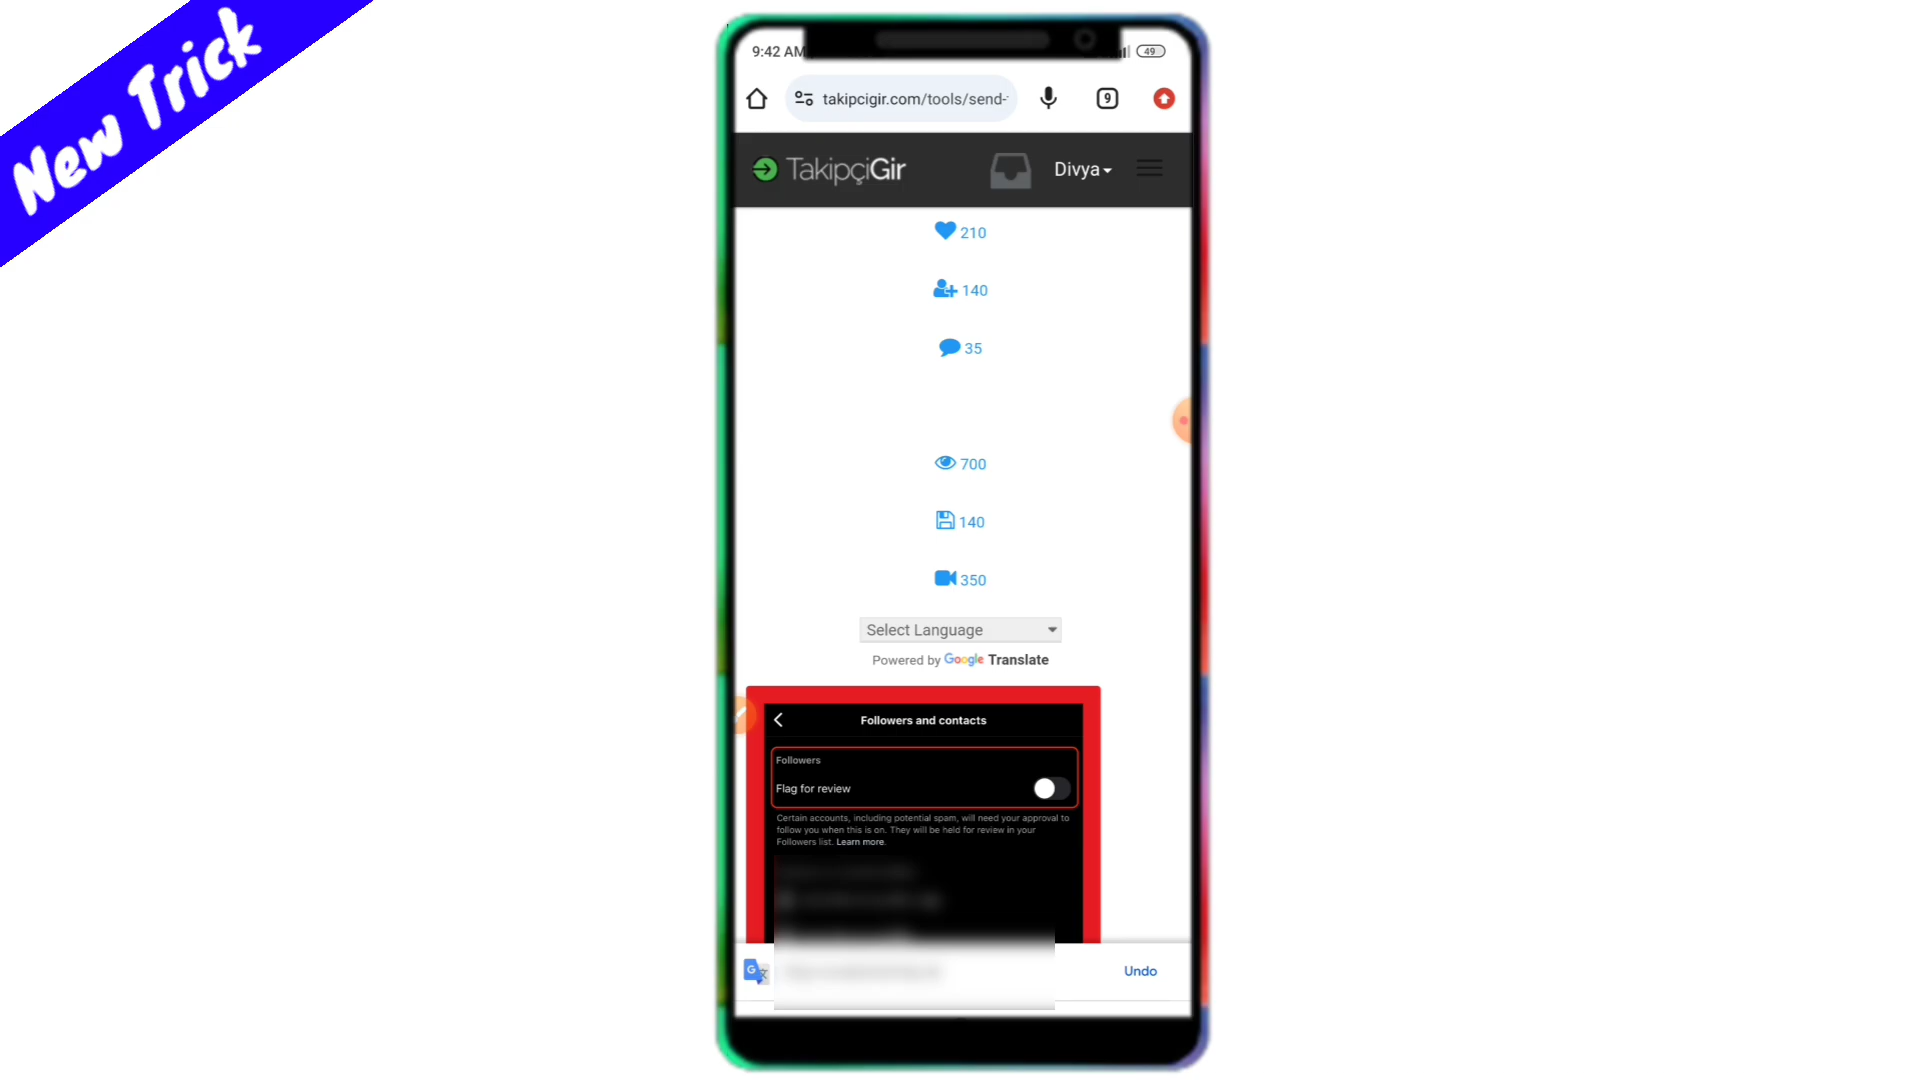 New Trick
9:42 AM
49
takipcigir.com/tools/send-
9
TakipçiGir
Divya
210
140
35
700
140
350
Select Language
Powered by Google Translate
Followers and contacts
Followers
Flag for review
Certain accounts, including potential spam, will need your approval to
follow you when this is on. They will be held for review in your
Followers list. Learn more.
Undo